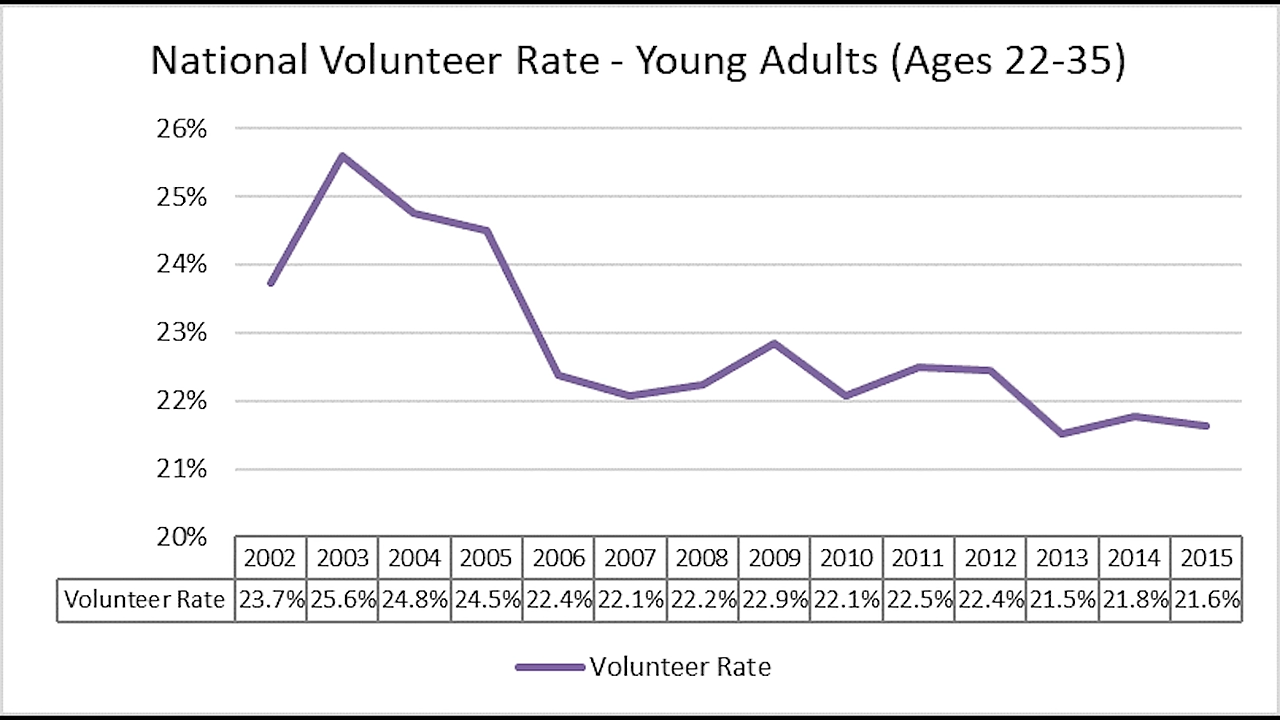 National Volunteer Rate - Young Adults (Ages 22-35)
26%
25%
24%
23%
22%
21%
20%
2002 2003 2004 2005 2006 2007 2008 2009 2010 2011 2012 2013 2014 2015
Volunteer Rate 23.7% 25.6% 24.8% 24.5% 22.4% 22.1% 22.2% 22.9% 22.1% 22.5% 22.4% 21.5% 21.8% 21.6%
Volunteer Rate